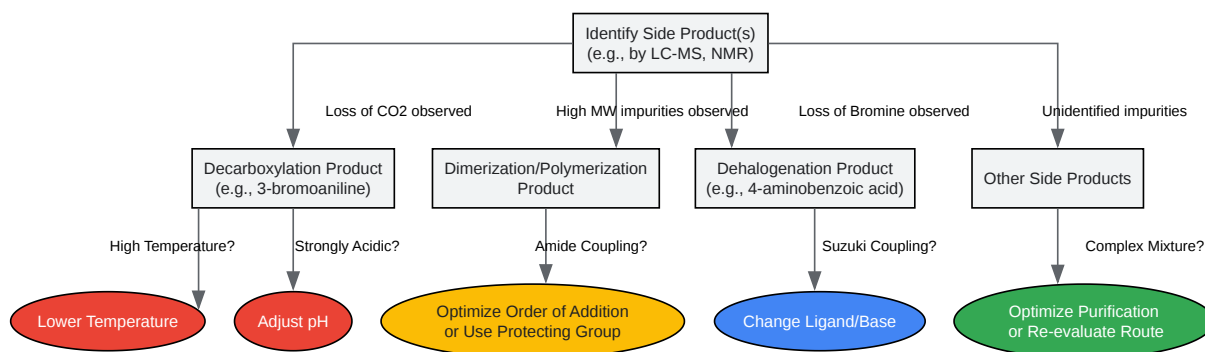 Identify Side Product(s)
(e.g., by LC-MS, NMR)
Loss of CO2 observed
High MW impurities observed
Loss of Bromine observed
Unidentified impurities
Decarboxylation Product
(e.g., 3-bromoaniline)
Dimerization/Polymerization
Product
Dehalogenation Product
(e.g., 4-aminobenzoic acid)
Other Side Products
High Temperature?
Strongly Acidic?
Amide Coupling?
Suzuki Coupling?
Complex Mixture?
Lower Temperature
Adjust pH
Optimize Order of Addition
or Use Protecting Group
Change Ligand/Base
Optimize Purification
or Re-evaluate Route